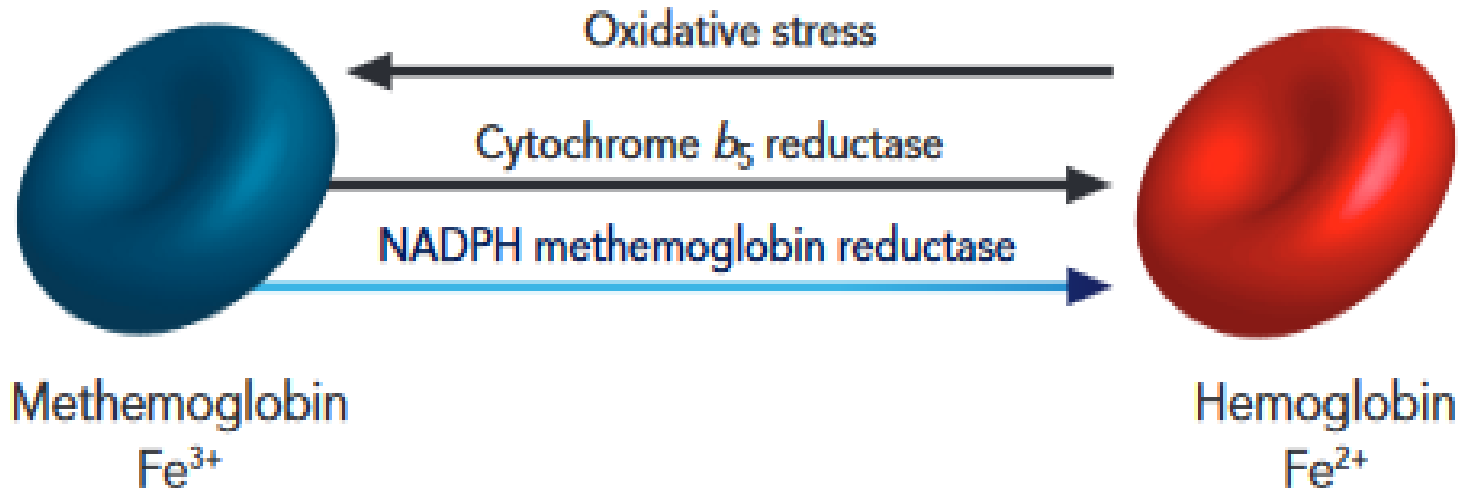 Oxidative stress
Cytochrome b₅ reductase
NADPH methemoglobin reductase
Methemoglobin
Fe³⁺
Hemoglobin
Fe²⁺